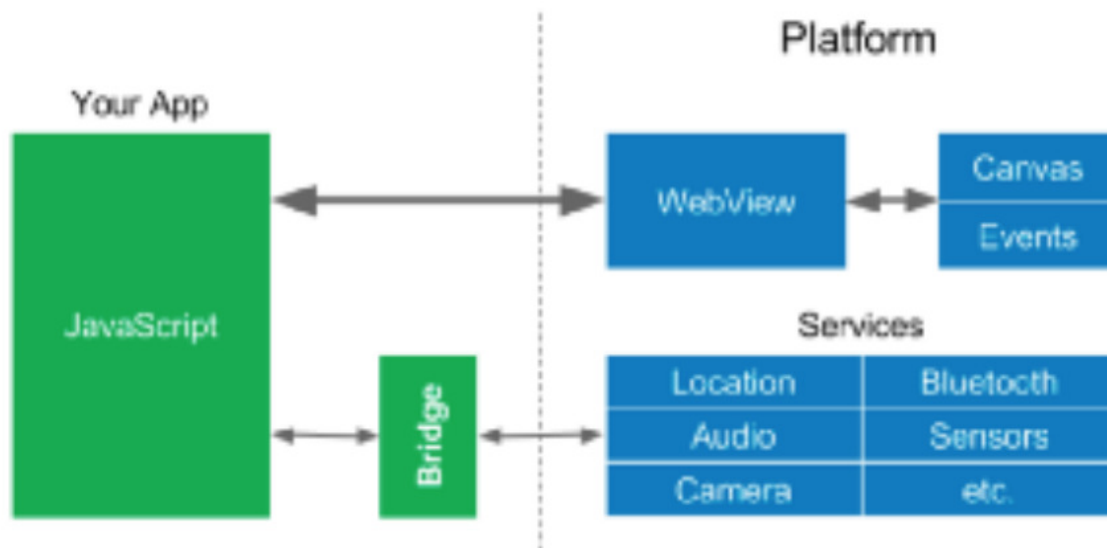 Platform
Your App
JavaScript
Bridge
WebView
Canvas
Events
Services
Location Bluetooth
Audio Sensors
Camera etc.